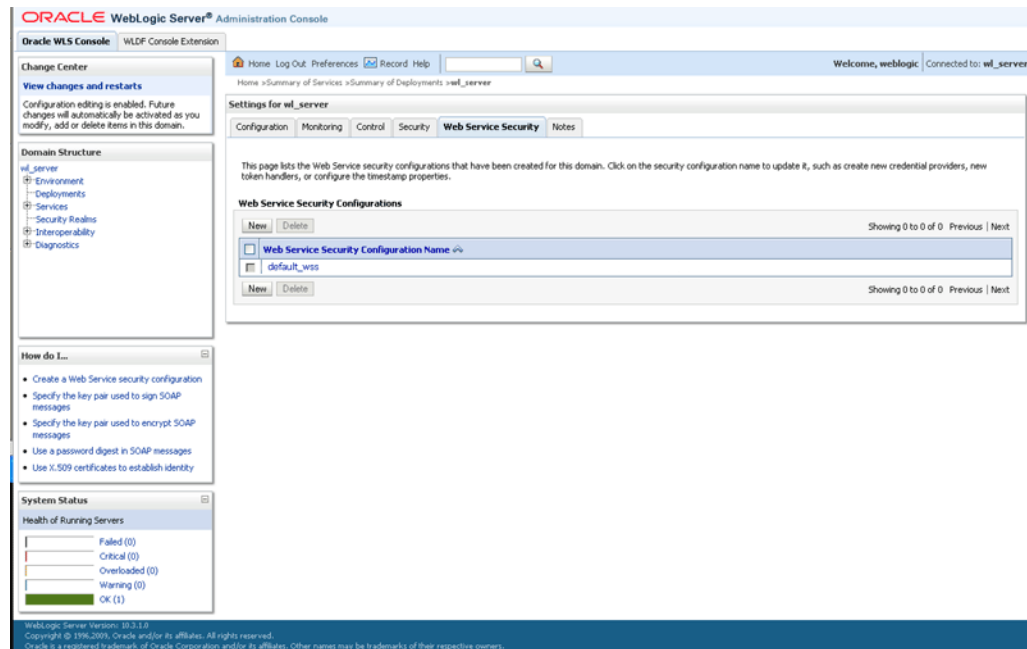 ORACLE WebLogic Server® Administration Console
Oracle WLS Console WLDF Console Extension
Change Center
View changes and restarts
Configuration editing is enabled. Future
changes will automatically be activated as you
modify, add or delete items in this domain.
Domain Structure
wl_server
Environment
Deployments
Services
Security Realms
Interoperability
Diagnostics
How do I...
Create a Web Service security configuration
Specify the key pair used to sign SOAP
messages
Specify the key pair used to encrypt SOAP
messages
Use a password digest in SOAP messages
Use X.509 certificates to establish identity
System Status
Health of Running Servers
Failed (0)
Critical (0)
Overloaded (0)
Warning (0)
OK (1)
Home Log Out Preferences Record Help
Welcome, weblogic Connected to: wl_server
Home >Summary of Services >Summary of Deployments >wl_server
Settings for wl_server
Configuration Monitoring Control Security Web Service Security Notes
This page lists the Web Service security configurations that have been created for this domain. Click on the security configuration name to update it, such as create new credential providers, new
token handlers, or configure the timestamp properties.
Web Service Security Configurations
New Delete Showing 0 to 0 of 0 Previous | Next
Web Service Security Configuration Name
default_wss
New Delete Showing 0 to 0 of 0 Previous | Next
WebLogic Server Version: 10.3.1.0
Copyright © 1996,2009, Oracle and/or its affiliates. All rights reserved.
Oracle is a registered trademark of Oracle Corporation and/or its affiliates. Other names may be trademarks of their respective owners.